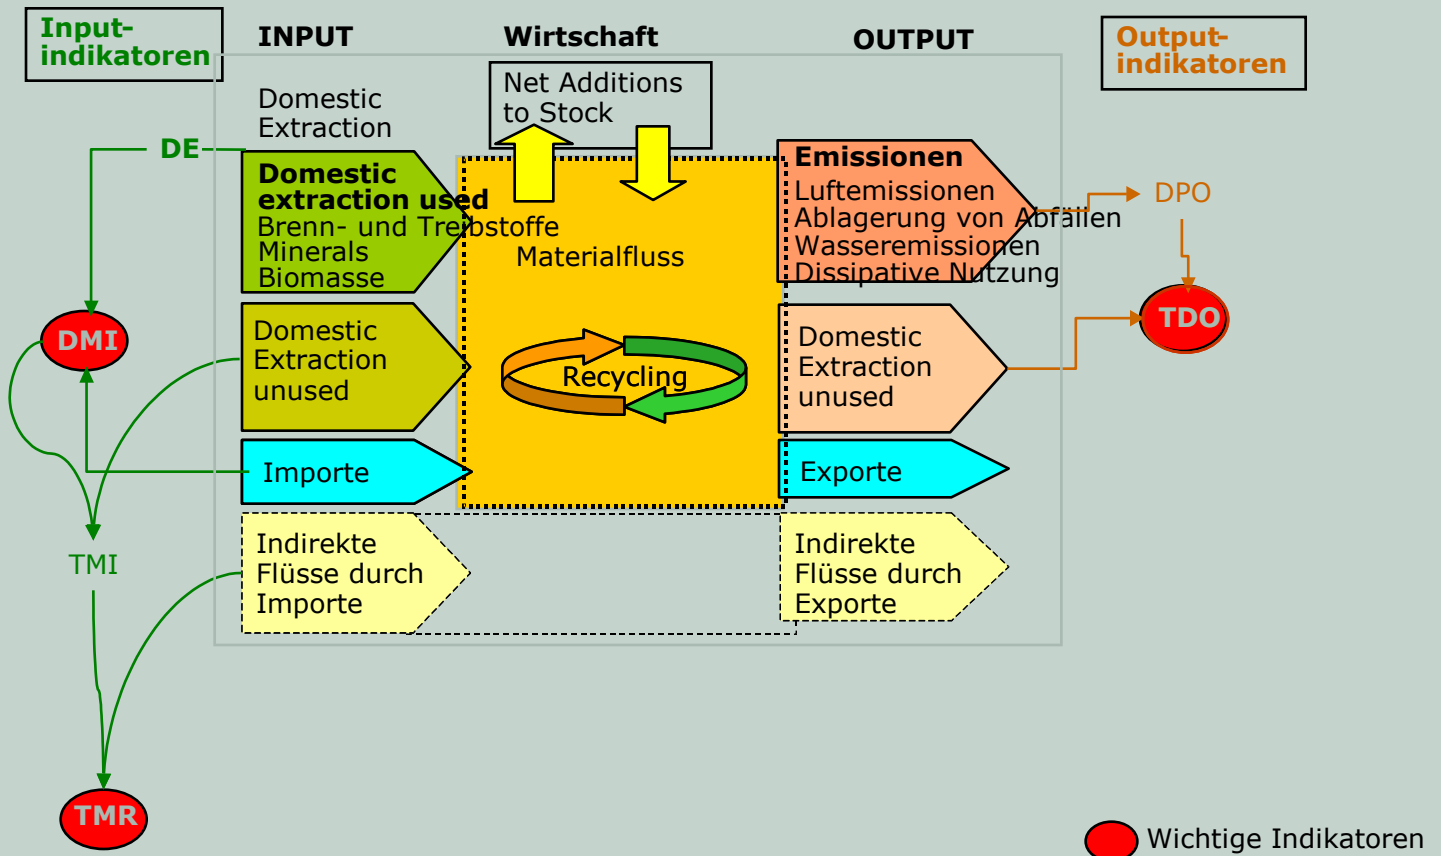 Input-
indikatoren
INPUT
Wirtschaft
OUTPUT
Output-
indikatoren
Net Additions
to Stock
Domestic
Extraction
DE
Domestic
extraction used
Brenn- und Treibstoffe
Minerals
Biomasse
Materialfluss
Emissionen
Luftemissionen
Ablagerung von Abfällen
Wasseremissionen
Dissipative Nutzung
DPO
TDO
DMI
Domestic
Extraction
unused
Recycling
Domestic
Extraction
unused
Importe
Exporte
TMI
Indirekte
Flüsse durch
Importe
Indirekte
Flüsse durch
Exporte
TMR
Wichtige Indikatoren